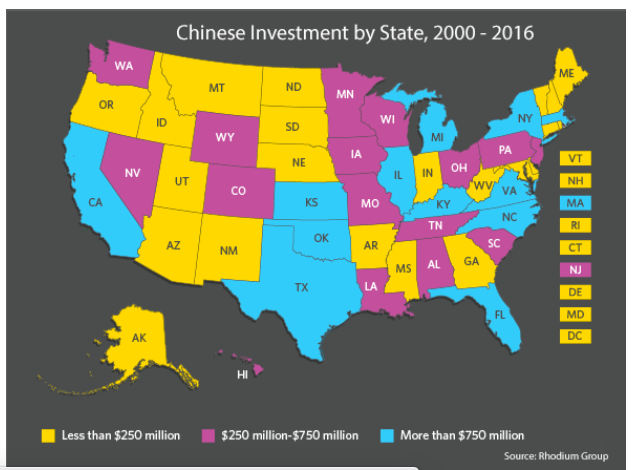 Chinese Investment by State, 2000 - 2016
WA
MT
ND
MN
ME
OR
ID
SD
WI
NY
MI
WY
IA
PA
NE
NV
IL
IN
OH
VT
UT
CO
WV
VA
NH
CA
KS
MO
KY
MA
NC
RI
TN
OK
AR
SC
CT
AZ
NM
MS
AL
GA
NJ
LA
TX
DE
FL
MD
AK
DC
HI
Less than $250 million
$250 million-$750 million
More than $750 million
Source: Rhodium Group